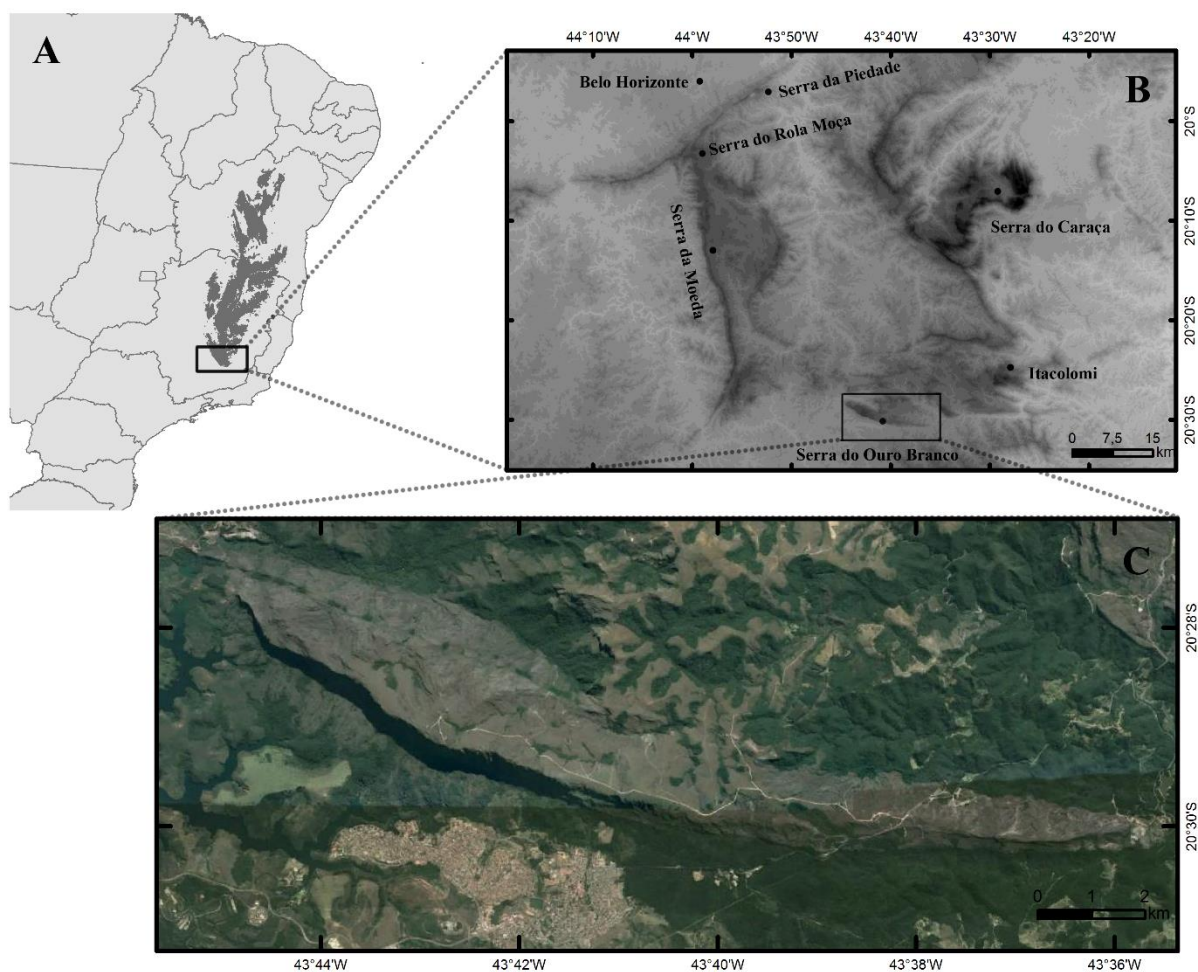 A
44°10'W 44°W 43°50'W 43°40'W 43°30'W 43°20'W
B
Belo Horizonte
Serra da Piedade
Serra do Rola Moça
Serra da Moeda
Serra do Caraça
Itacolomi
Serra do Ouro Branco
0 7,5 15
km
20°S
20°10'S
20°20'S
20°30'S
C
20°28'S
20°30'S
0 1 2
km
43°44'W 43°42'W 43°40'W 43°38'W 43°36'W